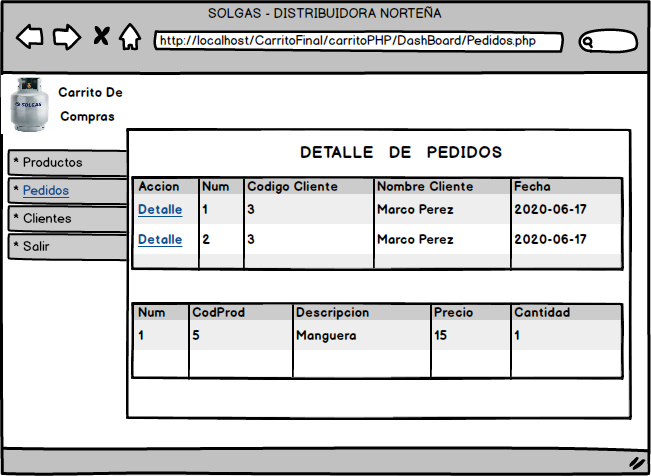 SOLGAS - DISTRIBUIDORA NORTEÑA
http://localhost/CarritoFinal/carritoPHP/DashBoard/Pedidos.php
SOLGAS
Carrito De
Compras
* Productos
* Pedidos
* Clientes
* Salir
DETALLE DE PEDIDOS
Accion Num Codigo Cliente Nombre Cliente Fecha
Detalle 1 3 Marco Perez 2020-06-17
Detalle 2 3 Marco Perez 2020-06-17
Num CodProd Descripcion Precio Cantidad
1 5 Manguera 15 1